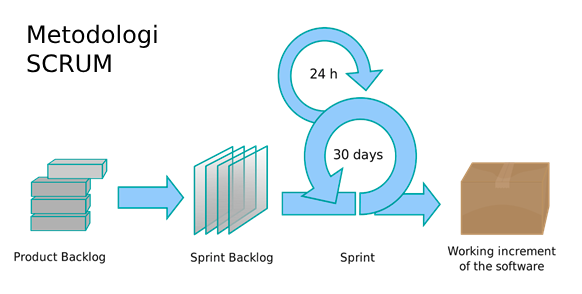 Metodologi
SCRUM
24 h
30 days
Product Backlog
Sprint Backlog
Sprint
Working increment
of the software